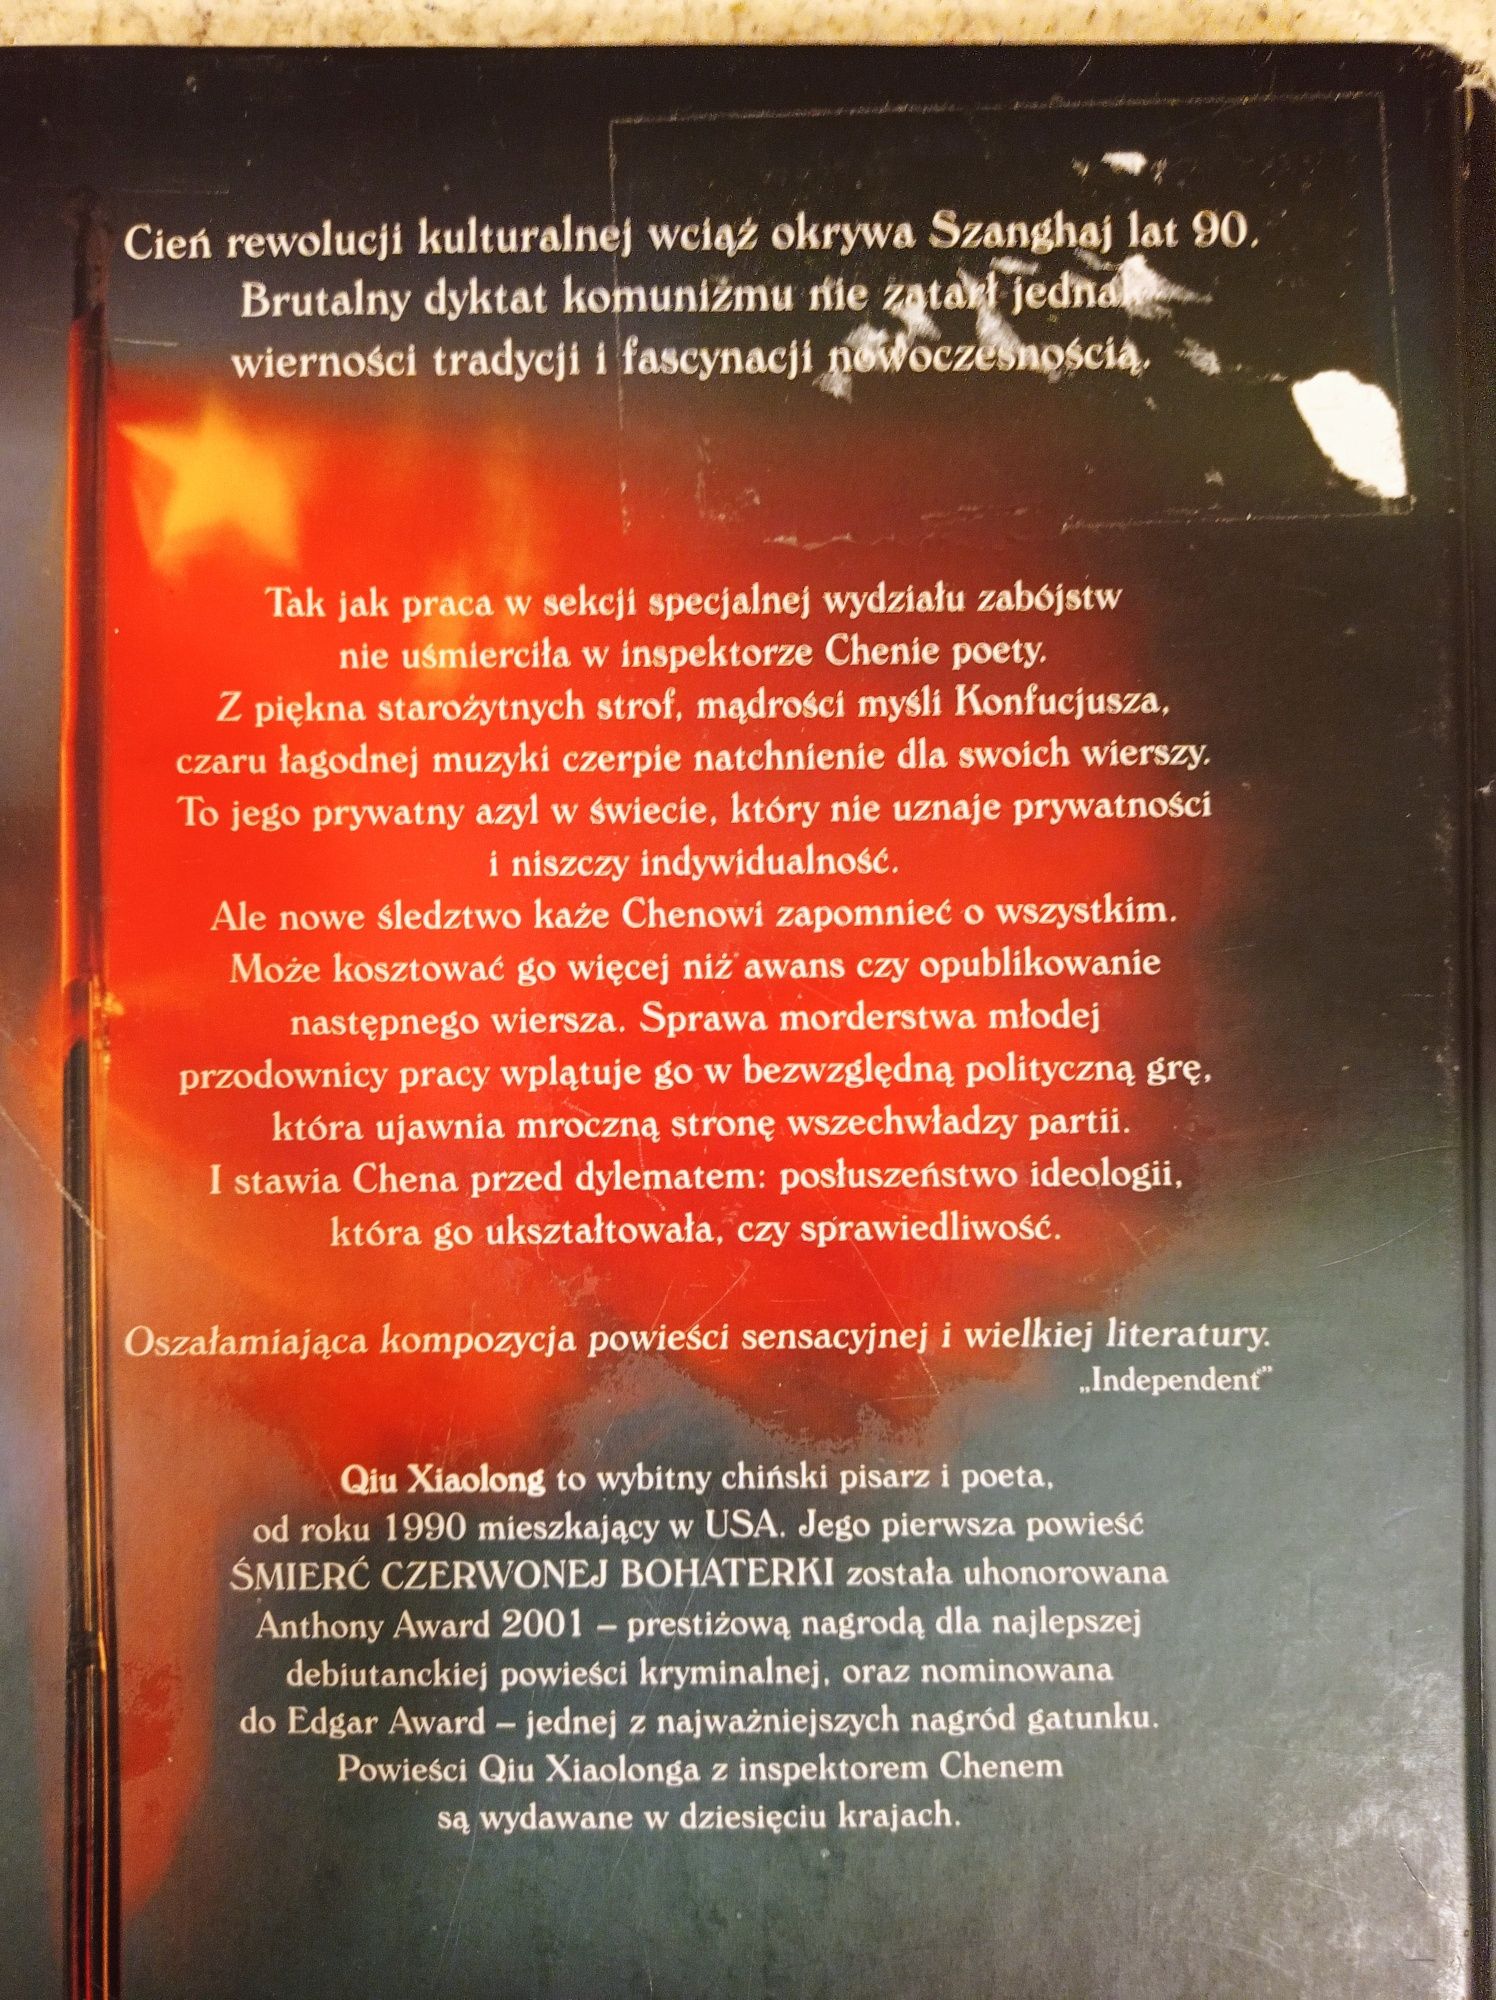 Cień rewolucji kulturalnej wciąż okrywa Szanghaj lat 90.
Brutalny dyktat komunizmu nie zatarł jednak
wierności tradycji i fascynacji nowoczesnością.
Tak jak praca w sekcji specjalnej wydziału zabójstw
nie uśmierciła w inspektorze Chenie poety.
Z piękna starożytnych strof, mądrości myśli Konfucjusza,
czaru łagodnej muzyki czerpie natchnienie dla swoich wierszy.
To jego prywatny azyl w świecie, który nie uznaje prywatności
i niszczy indywidualność.
Ale nowe śledztwo każe Chenowi zapomnieć o wszystkim.
Może kosztować go więcej niż awans czy opublikowanie
następnego wiersza. Sprawa morderstwa młodej
przodownicy pracy wplątuje go w bezwzględną polityczną grę,
która ujawnia mroczną stronę wszechwładzy partii.
I stawia Chena przed dylematem: posłuszeństwo ideologii,
która go ukształtowała, czy sprawiedliwość.
Oszałamiająca kompozycja powieści sensacyjnej i wielkiej literatury.
„Independent”
Qiu Xiaolong to wybitny chiński pisarz i poeta,
od roku 1990 mieszkający w USA. Jego pierwsza powieść
ŚMIERĆ CZERWONEJ BOHATERKI została uhonorowana
Anthony Award 2001 – prestiżową nagrodą dla najlepszej
debiutanckiej powieści kryminalnej, oraz nominowana
do Edgar Award – jednej z najważniejszych nagród gatunku.
Powieści Qiu Xiaolonga z inspektorem Chenem
są wydawane w dziesięciu krajach.